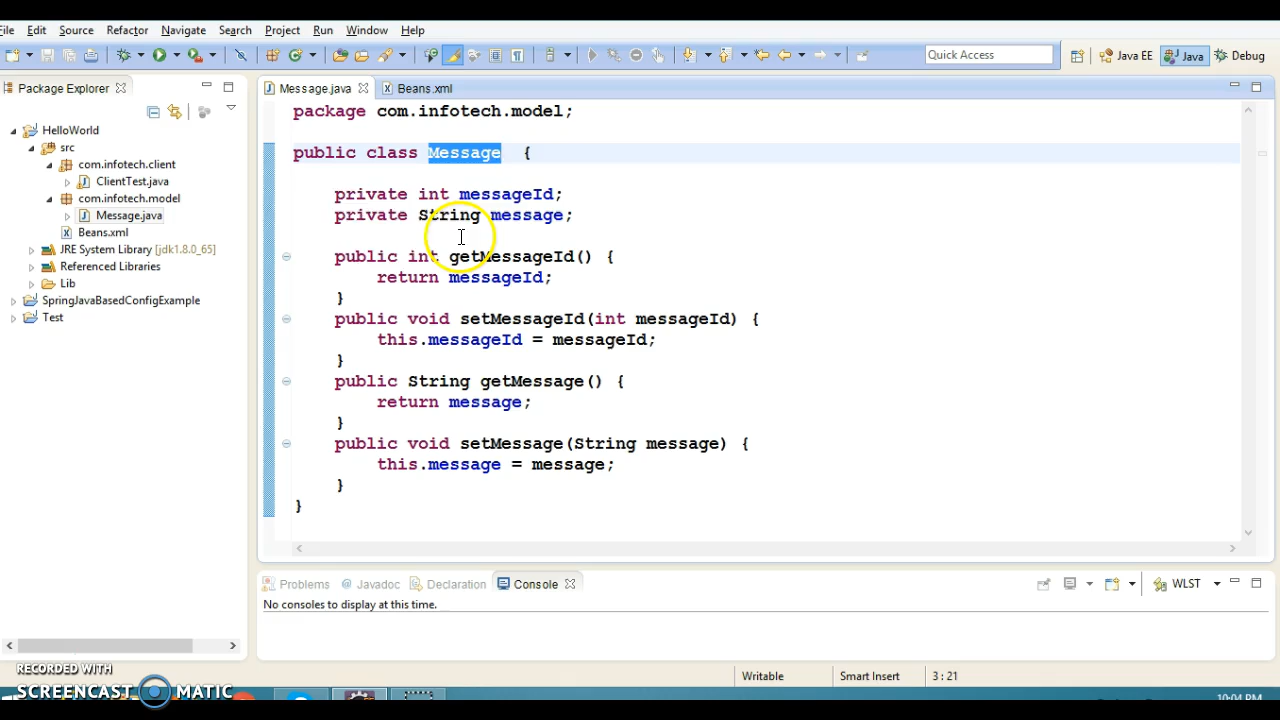 File Edit Source Refactor Navigate Search Project Run Window Help
Quick Access
Java EE
Java
Debug
Package Explorer
Message.java
Beans.xml
HelloWorld
src
com.infotech.client
ClientTest.java
com.infotech.model
Message.java
Beans.xml
JRE System Library [jdk1.8.0_65]
Referenced Libraries
Lib
SpringJavaBasedConfigExample
Test
package com.infotech.model;
public class Message {
private int messageId;
private String message;
public int getMessageId() {
return messageId;
}
public void setMessageId(int messageId) {
this.messageId = messageId;
}
public String getMessage() {
return message;
}
public void setMessage(String message) {
this.message = message;
}
}
Problems @ Javadoc Declaration Console
WLST
No consoles to display at this time.
Writable
Smart Insert
3 : 21
RECORDED WITH
SCREENCAST MATIC
10:04 PM